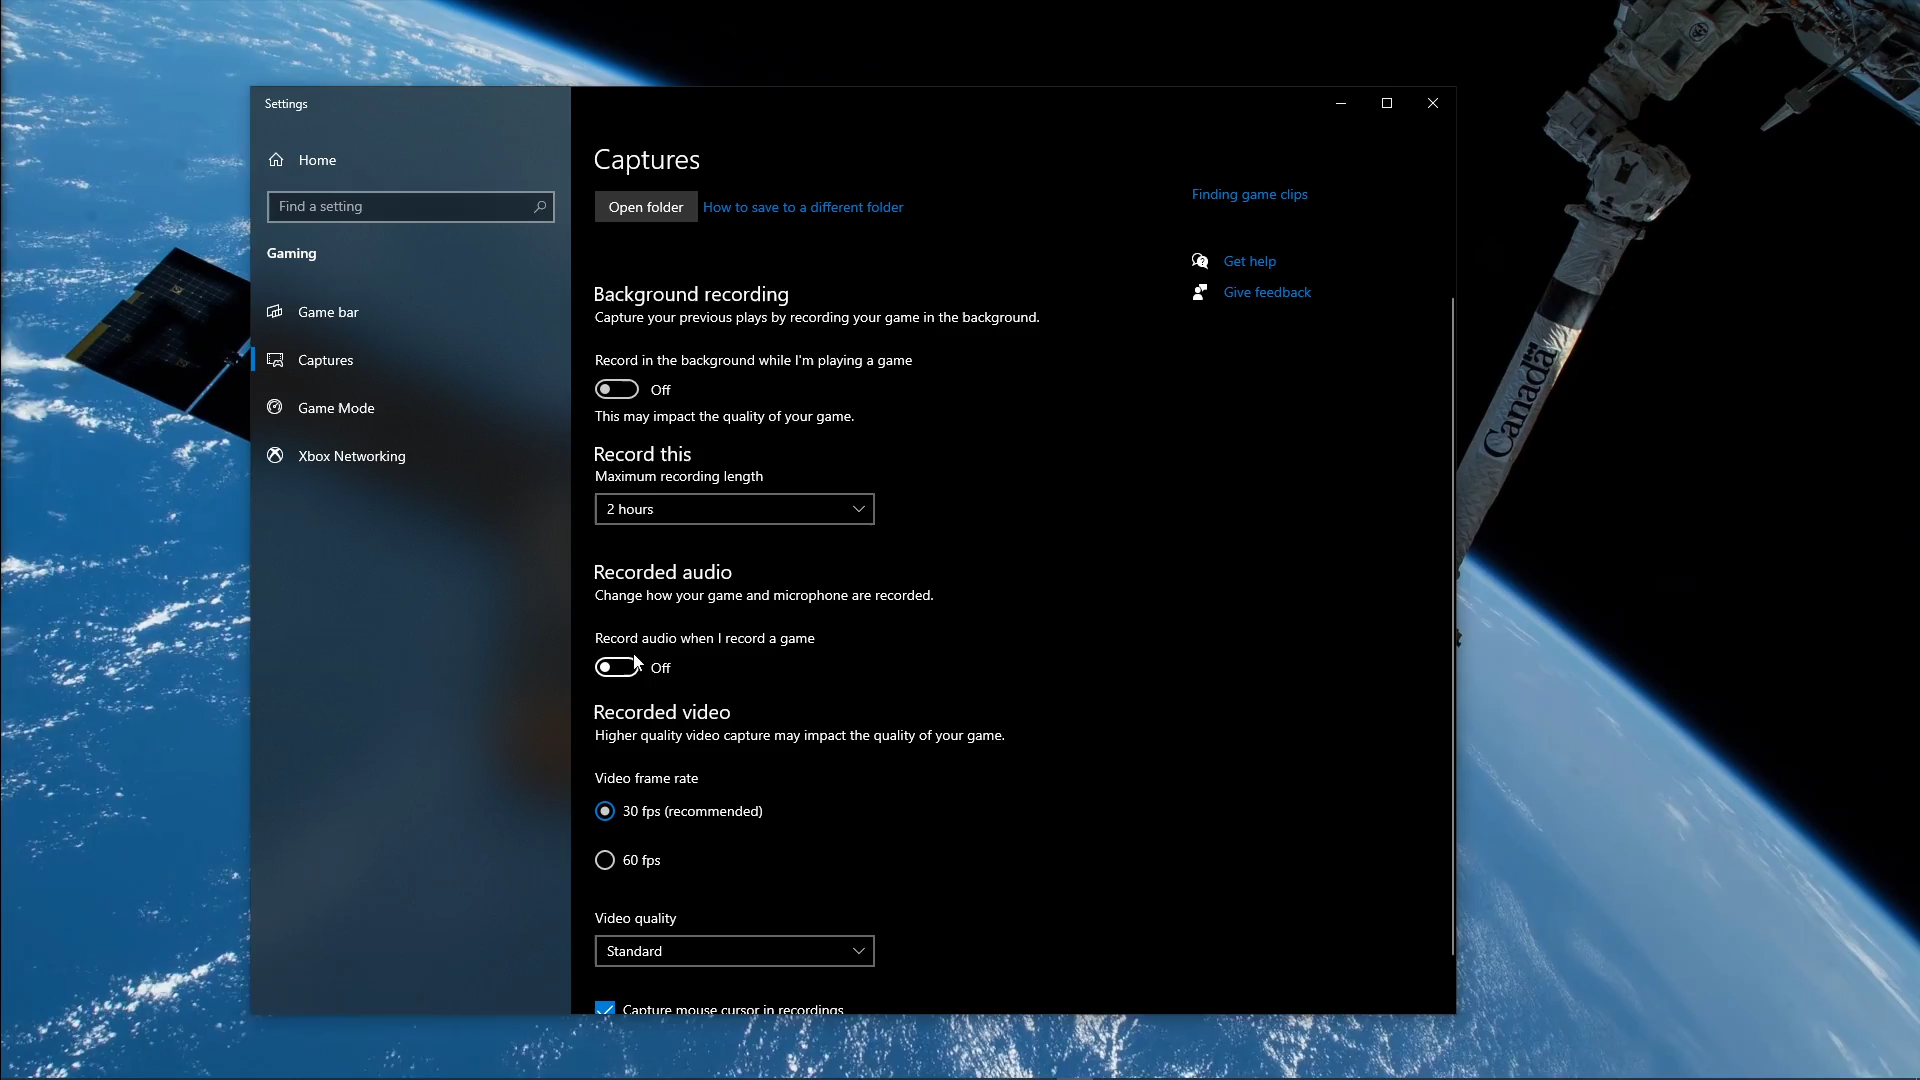 Settings
Home
Find a setting
Gaming
Game bar
Captures
Game Mode
Xbox Networking
Captures
Open folder
How to save to a different folder
Background recording
Capture your previous plays by recording your game in the background.
Record in the background while I'm playing a game
Off
This may impact the quality of your game.
Record this
Maximum recording length
2 hours
Recorded audio
Change how your game and microphone are recorded.
Record audio when I record a game
Off
Recorded video
Higher quality video capture may impact the quality of your game.
Video frame rate
30 fps (recommended)
60 fps
Video quality
Standard
Capture mouse cursor in recordings
Finding game clips
Get help
Give feedback
Canada